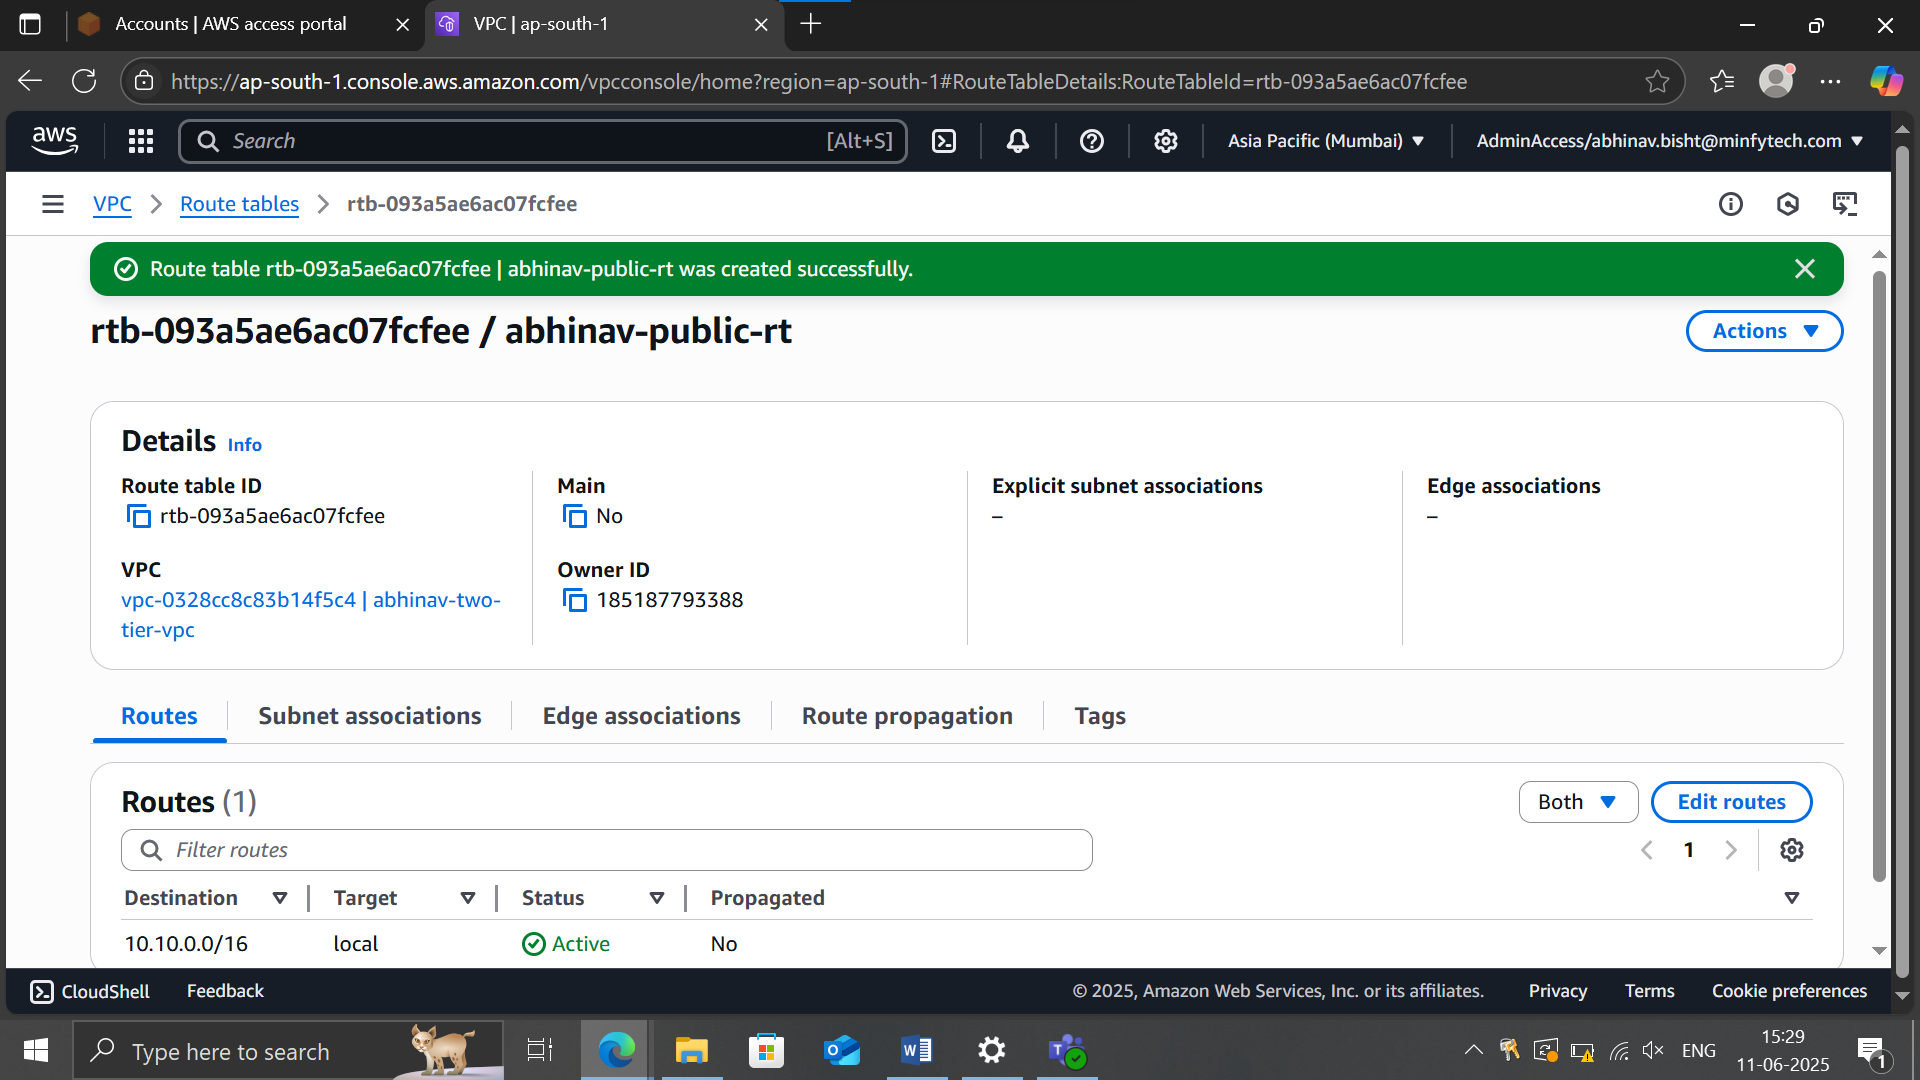 Accounts | AWS access portal
VPC | ap-south-1
https://ap-south-1.console.aws.amazon.com/vpcconsole/home?region=ap-south-1#RouteTableDetails:RouteTableId=rtb-093a5ae6ac07fcfee
aws
Search
[Alt+S]
Asia Pacific (Mumbai)
AdminAccess/abhinav.bisht@minfytech.com
VPC
Route tables
rtb-093a5ae6ac07fcfee
Route table rtb-093a5ae6ac07fcfee | abhinav-public-rt was created successfully.
rtb-093a5ae6ac07fcfee / abhinav-public-rt
Actions
Details Info
Route table ID
rtb-093a5ae6ac07fcfee
Main
No
Explicit subnet associations
–
Edge associations
–
VPC
vpc-0328cc8c83b14f5c4 | abhinav-two-
tier-vpc
Owner ID
185187793388
Routes
Subnet associations
Edge associations
Route propagation
Tags
Routes (1)
Both
Edit routes
Filter routes
1
Destination
Target
Status
Propagated
10.10.0.0/16
local
Active
No
CloudShell
Feedback
© 2025, Amazon Web Services, Inc. or its affiliates.
Privacy
Terms
Cookie preferences
Type here to search
ENG
15:29
11-06-2025
1